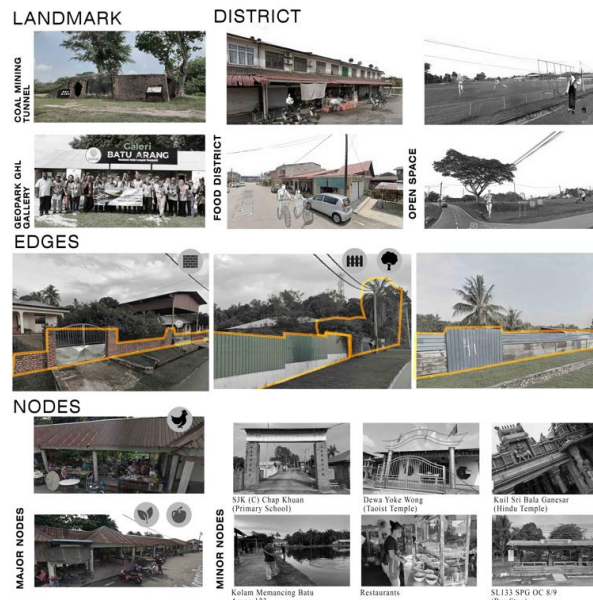 LANDMARK
DISTRICT
COAL MINING
TUNNEL
Galeri
BATU ARANG
GEOPARK GHL
GALLERY
FOOD DISTRICT
OPEN SPACE
EDGES
NODES
MAJOR NODES
MINOR NODES
SJK (C) Chap Khuan
(Primary School)
Dewa Yoke Wong
(Taoist Temple)
Kuil Sri Bala Ganesar
(Hindu Temple)
Kolam Memancing Batu
Restaurants
SL133 SPG OC 8/9